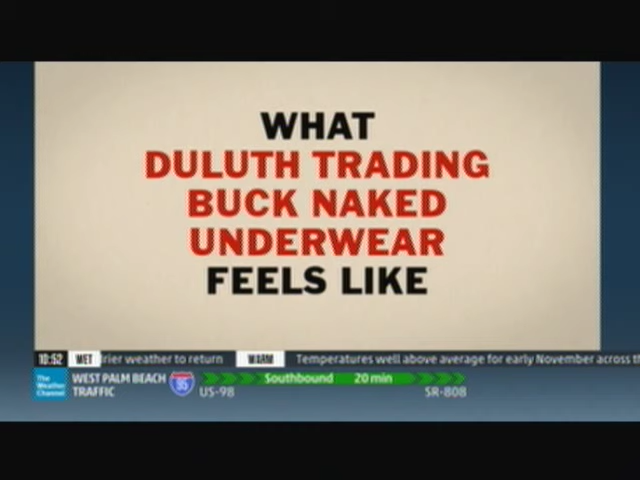 WHAT
DULUTH TRADING
BUCK NAKED
UNDERWEAR
FEELS LIKE
10:52 WET rier weather to return WARM Temperatures well above average for early November across t
The Weather Channel
WEST PALM BEACH TRAFFIC
95
Southbound 20 min
US-98 SR-808